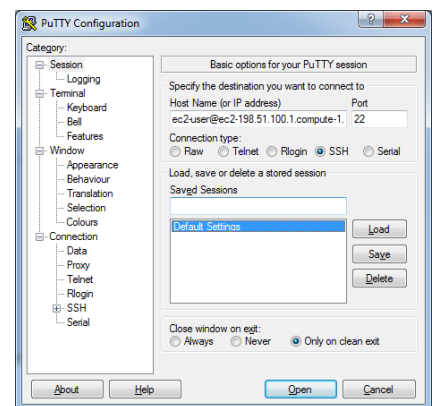 PuTTY Configuration
Category:
Session
Logging
Terminal
Keyboard
Bell
Features
Window
Appearance
Behaviour
Translation
Selection
Colours
Connection
Data
Proxy
Telnet
Rlogin
SSH
Serial
Basic options for your PuTTY session
Specify the destination you want to connect to
Host Name (or IP address) Port
ec2-user@ec2-198.51.100.1.compute-1. 22
Connection type:
Raw Telnet Rlogin SSH Serial
Load, save or delete a stored session
Saved Sessions
Default Settings
Load
Save
Delete
Close window on exit:
Always Never Only on clean exit
About Help Open Cancel